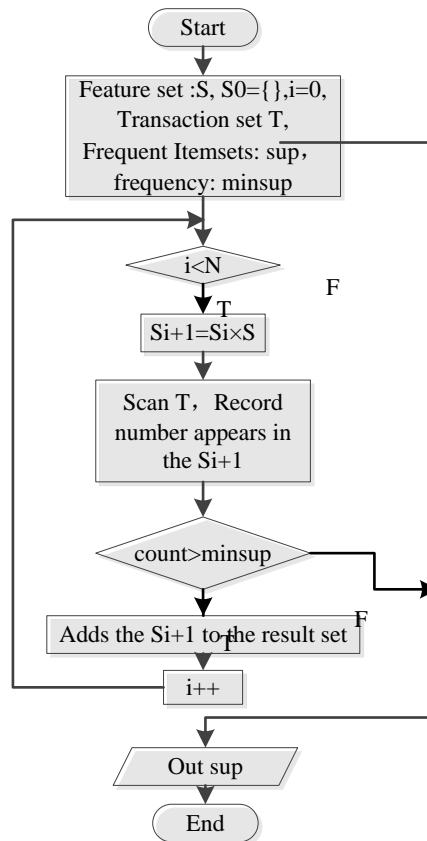 Start
Feature set :S, S0={},i=0,
Transaction set T,
Frequent Itemsets: sup，
frequency: minsup
i<N
F
T
Si+1=Si×S
Scan T，Record
number appears in
the Si+1
count>minsup
F
Adds the Si+1 to the result set
T
i++
Out sup
End